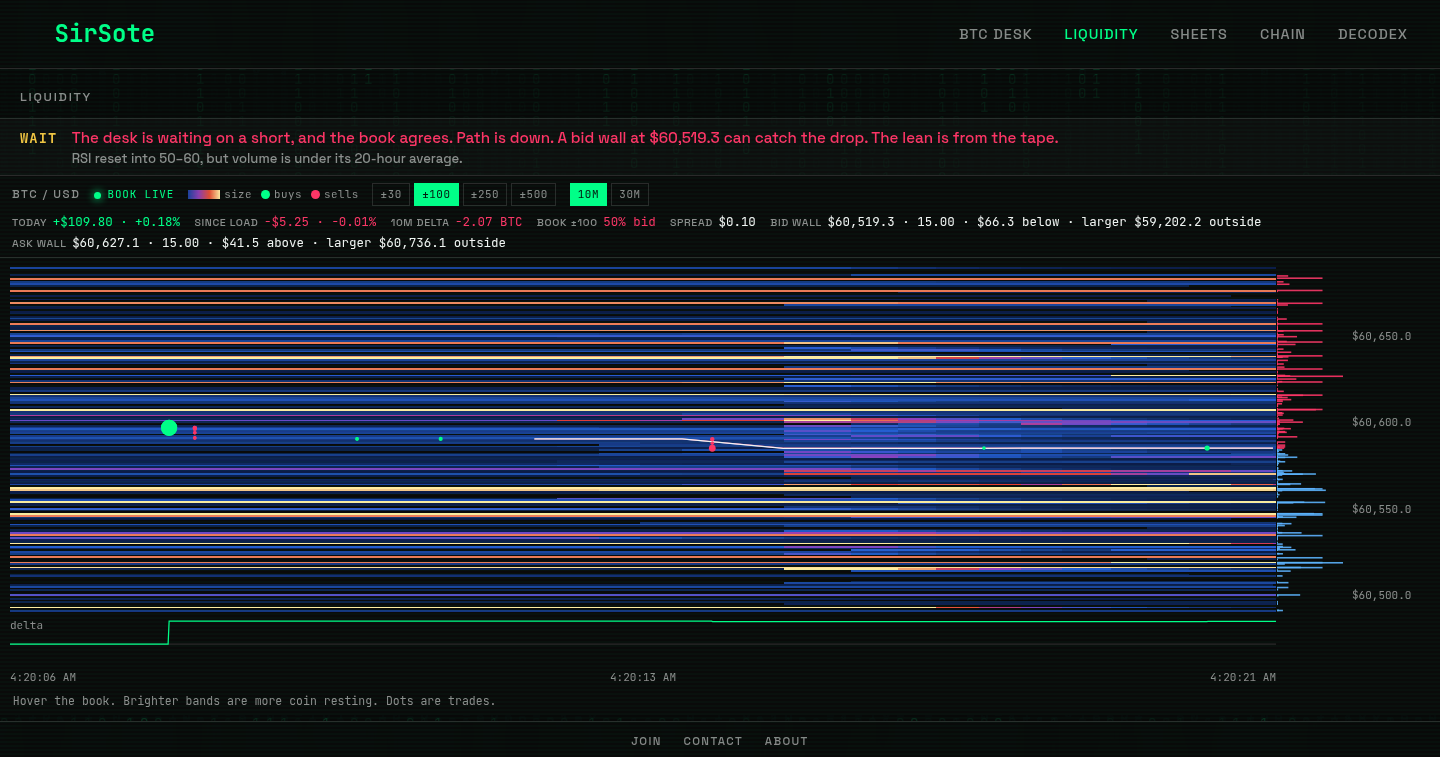 SirSote
BTC DESK LIQUIDITY SHEETS CHAIN DECODEX
LIQUIDITY
WAIT The desk is waiting on a short, and the book agrees. Path is down. A bid wall at $60,519.3 can catch the drop. The lean is from the tape.
RSI reset into 50–60, but volume is under its 20-hour average.
BTC / USD BOOK LIVE size buys sells ±30 ±100 ±250 ±500 10M 30M
TODAY +$109.80 · +0.18% SINCE LOAD -$5.25 · -0.01% 10M DELTA -2.07 BTC BOOK ±100 50% bid SPREAD $0.10 BID WALL $60,519.3 · 15.00 · $66.3 below · larger $59,202.2 outside
ASK WALL $60,627.1 · 15.00 · $41.5 above · larger $60,736.1 outside
$60,650.0
$60,600.0
$60,550.0
$60,500.0
delta
4:20:06 AM 4:20:13 AM 4:20:21 AM
Hover the book. Brighter bands are more coin resting. Dots are trades.
JOIN CONTACT ABOUT